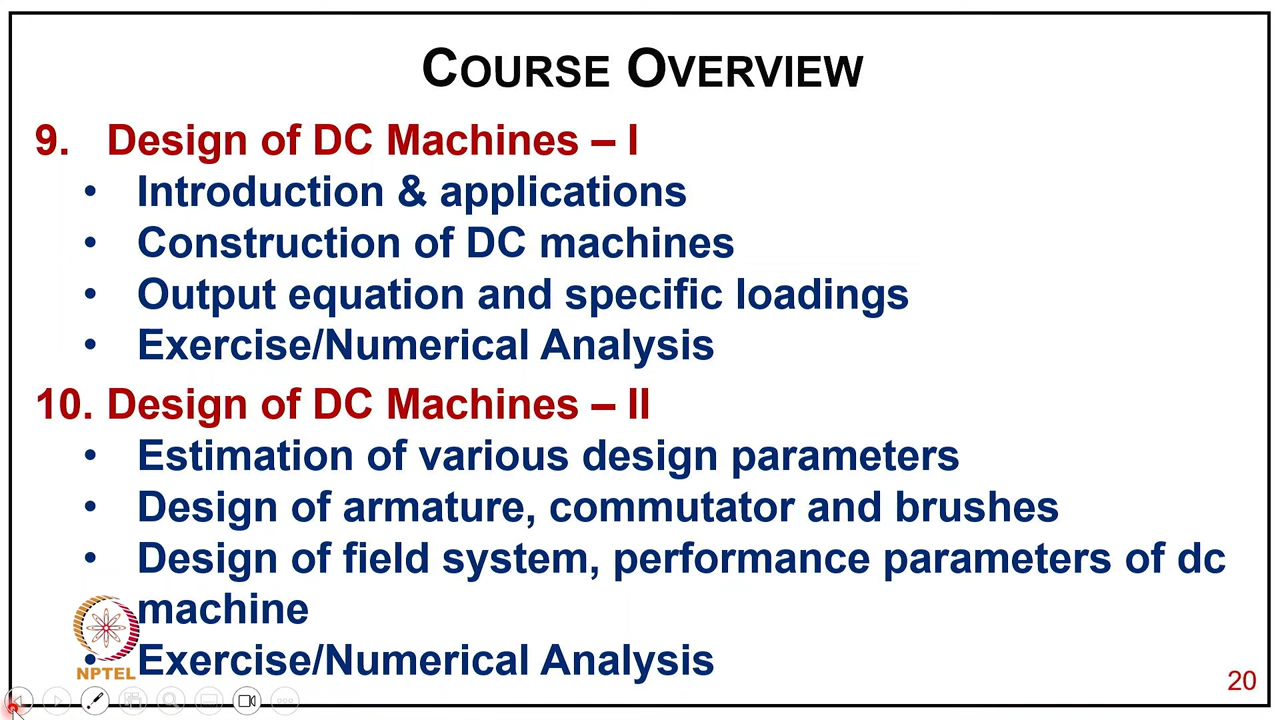 COURSE OVERVIEW
9. Design of DC Machines – I
• Introduction & applications
• Construction of DC machines
• Output equation and specific loadings
• Exercise/Numerical Analysis
10. Design of DC Machines – II
• Estimation of various design parameters
• Design of armature, commutator and brushes
• Design of field system, performance parameters of dc
machine
• Exercise/Numerical Analysis
NPTEL
20